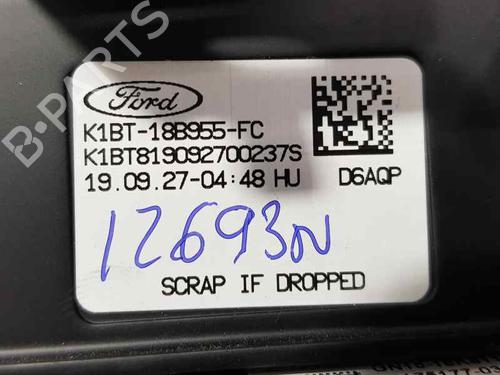 Ford
K1BT-18B955-FC
K1BT819092700237S
19.09.27-04:48 HU D6AQP
12693N
SCRAP IF DROPPED
B-PARTS